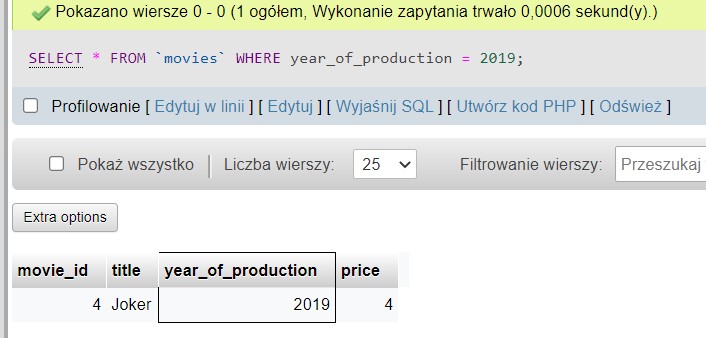 Pokazano wiersze 0 - 0 (1 ogółem, Wykonanie zapytania trwało 0,0006 sekund(y).)
SELECT * FROM `movies` WHERE year_of_production = 2019;
Profilowanie [ Edytuj w linii ] [ Edytuj ] [ Wyjaśnij SQL ] [ Utwórz kod PHP ] [ Odśwież ]
Pokaż wszystko | Liczba wierszy: 25 Filtrowanie wierszy: Przeszukaj
Extra options
movie_id title year_of_production price
4 Joker 2019 4